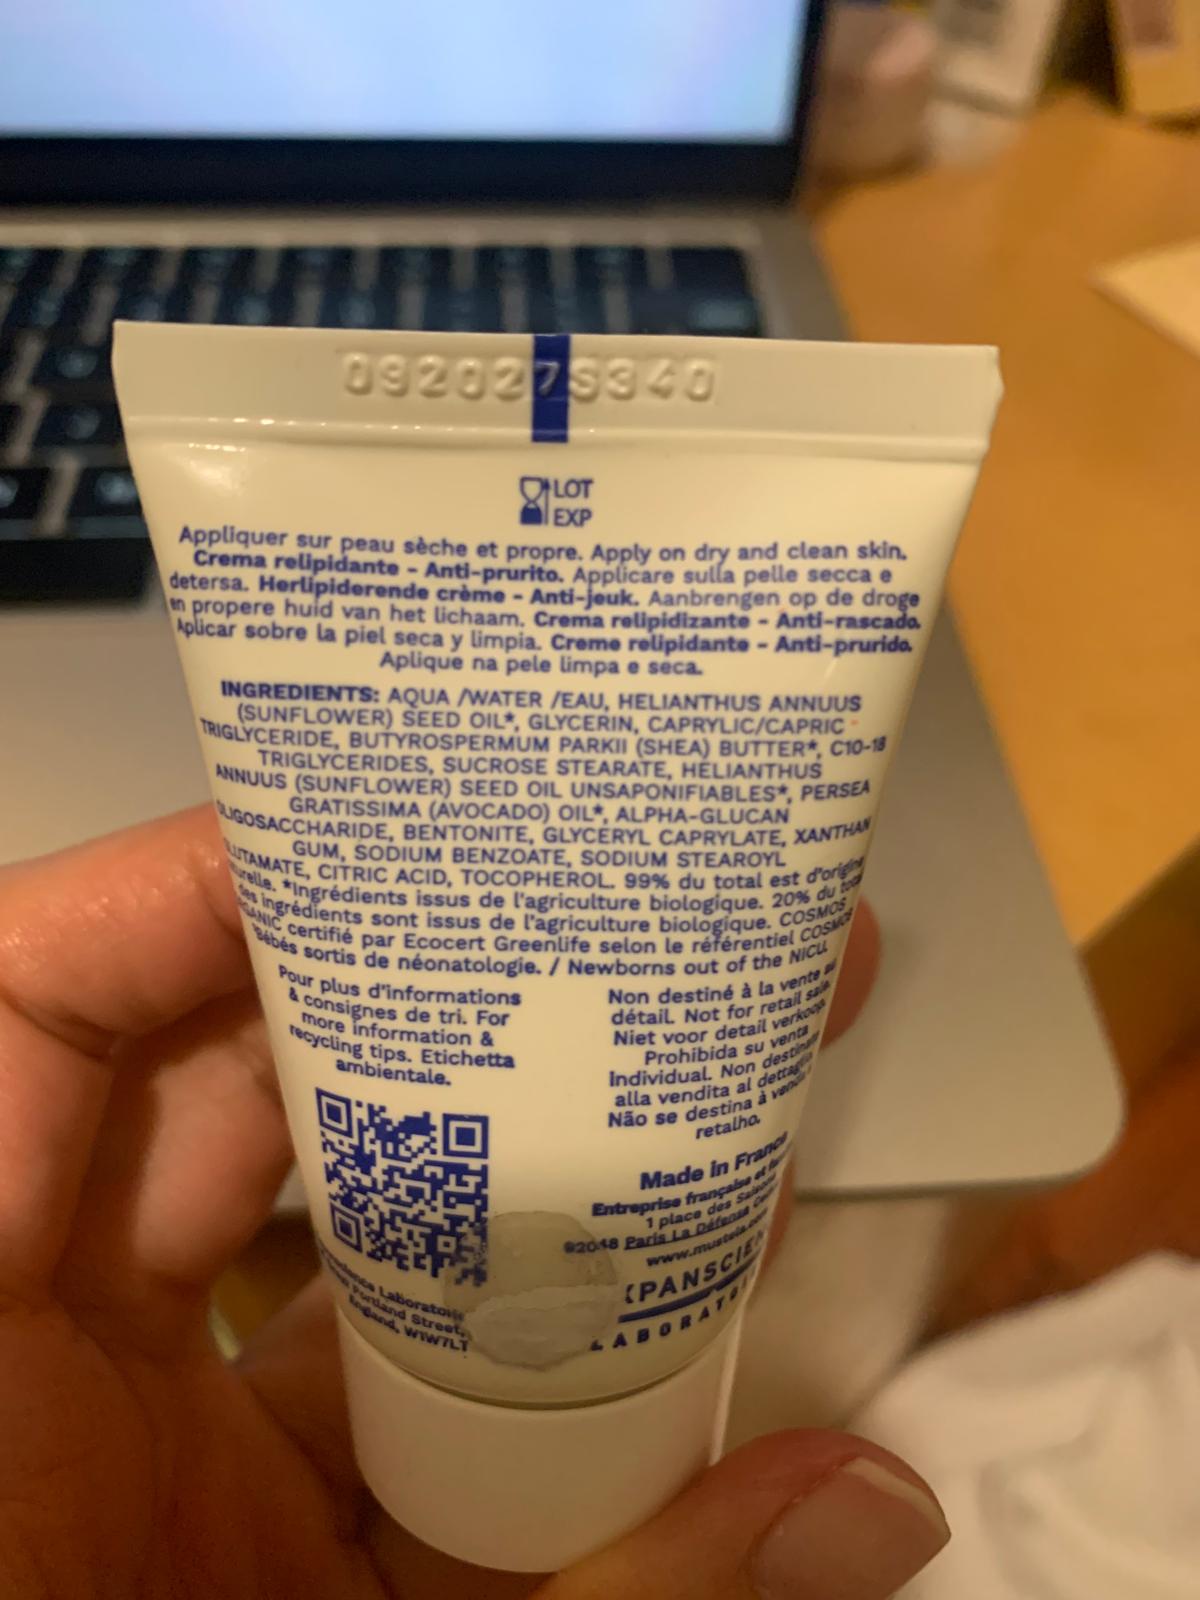 092027S340
LOT
EXP
Appliquer sur peau sèche et propre. Apply on dry and clean skin.
Crema relipidante - Anti-prurito. Applicare sulla pelle secca e
detersa. Herlipiderende crème - Anti-jeuk. Aanbrengen op de droge
en propere huid van het lichaam. Crema relipidizante - Anti-rascado.
Aplicar sobre la piel seca y limpia. Creme relipidante - Anti-prurido.
Aplique na pele limpa e seca.
INGREDIENTS: AQUA /WATER /EAU, HELIANTHUS ANNUUS
(SUNFLOWER) SEED OIL*, GLYCERIN, CAPRYLIC/CAPRIC
TRIGLYCERIDE, BUTYROSPERMUM PARKII (SHEA) BUTTER*, C10-18
TRIGLYCERIDES, SUCROSE STEARATE, HELIANTHUS
ANNUUS (SUNFLOWER) SEED OIL UNSAPONIFIABLES*, PERSEA
GRATISSIMA (AVOCADO) OIL*, ALPHA-GLUCAN
OLIGOSACCHARIDE, BENTONITE, GLYCERYL CAPRYLATE, XANTHAN
GUM, SODIUM BENZOATE, SODIUM STEAROYL
GLUTAMATE, CITRIC ACID, TOCOPHEROL. 99% du total est d'origine
naturelle. *Ingrédients issus de l'agriculture biologique. 20% du total
des ingrédients sont issus de l'agriculture biologique. COSMOS
ORGANIC certifié par Ecocert Greenlife selon le référentiel COSMOS
bébés sortis de néonatologie. / Newborns out of the NICU.
Pour plus d'informations
& consignes de tri. For
more information &
recycling tips. Etichetta
ambientale.
Non destiné à la vente au
détail. Not for retail sale.
Niet voor detail verkoop.
Prohibida su venta
Individual. Non destinato
alla vendita al dettaglio.
Não se destina à venda a
retalho.
Made in France
Entreprise française et
1 place des Saisons
92048 Paris La Défense Cedex
www.mustela.com
EXPANSCIENCE
LABORATOIRES
Laboratoires
Portland Street,
England, W1W7LT